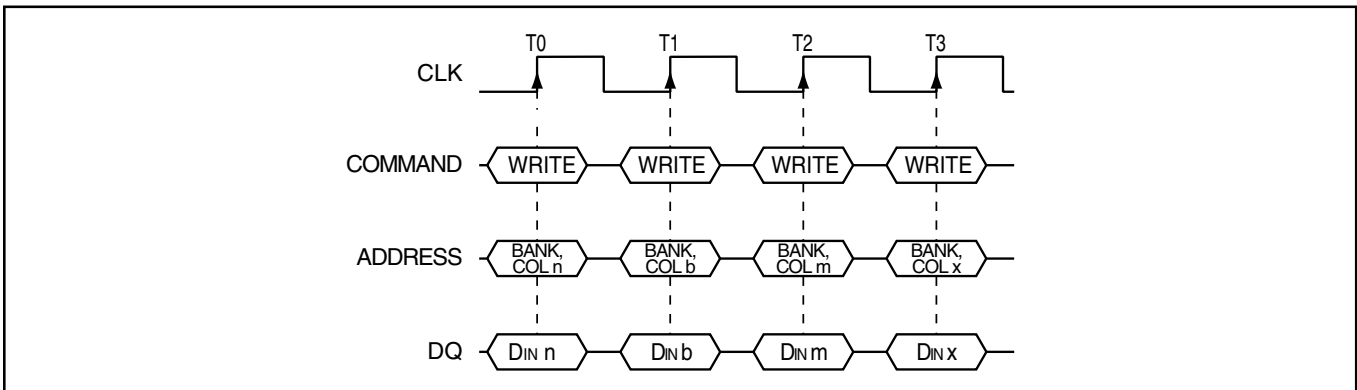 T0 T1 T2 T3
CLK
COMMAND WRITE WRITE WRITE WRITE
ADDRESS BANK, COL n BANK, COL b BANK, COL m BANK, COL x
DQ DIN n DIN b DIN m DIN x